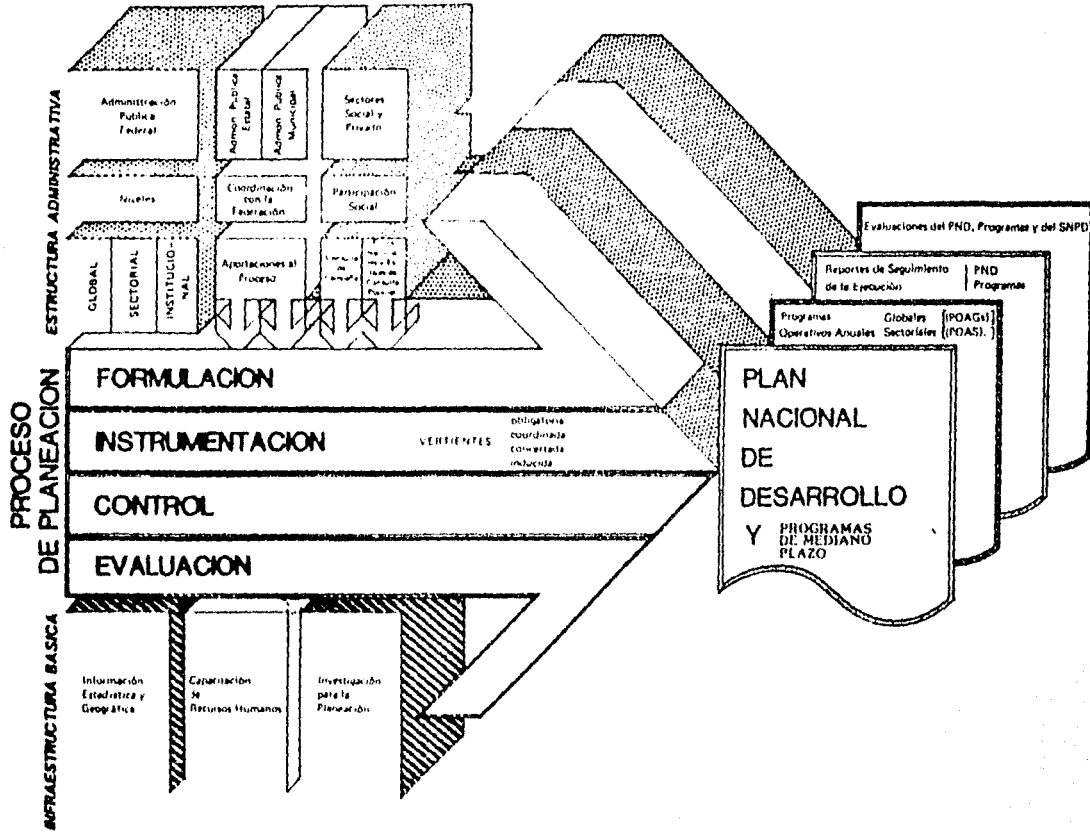 ESTRUCTURA ADMINISTRATIVA
Administración
Pública
Federal
Admon. Publica
Estatal
Admon. Publica
Municipal
Sectores
Social y
Privado
Niveles
Coordinación
con la
Federación
Participación
Social
GLOBAL
SECTORIAL
INSTITUCIO-
NAL
Aportaciones al
Proceso
PROCESO
DE PLANEACION
FORMULACION
INSTRUMENTACION
VERTIENTES
obligatoria
coordinada
concertada
inducida
CONTROL
EVALUACION
INFRAESTRUCTURA BASICA
Información
Estadística y
Geográfica
Capacitación
de
Recursos Humanos
Investigación
para la
Planeación
Evaluaciones del PND, Programas y del SNPD
Reportes de Seguimiento
de la Ejecución
PND
Programas
Programas Globales [(POAGs)]
Operativos Anuales Sectoriales [(POAS).]
PLAN
NACIONAL
DE
DESARROLLO
Y PROGRAMAS
DE MEDIANO
PLAZO